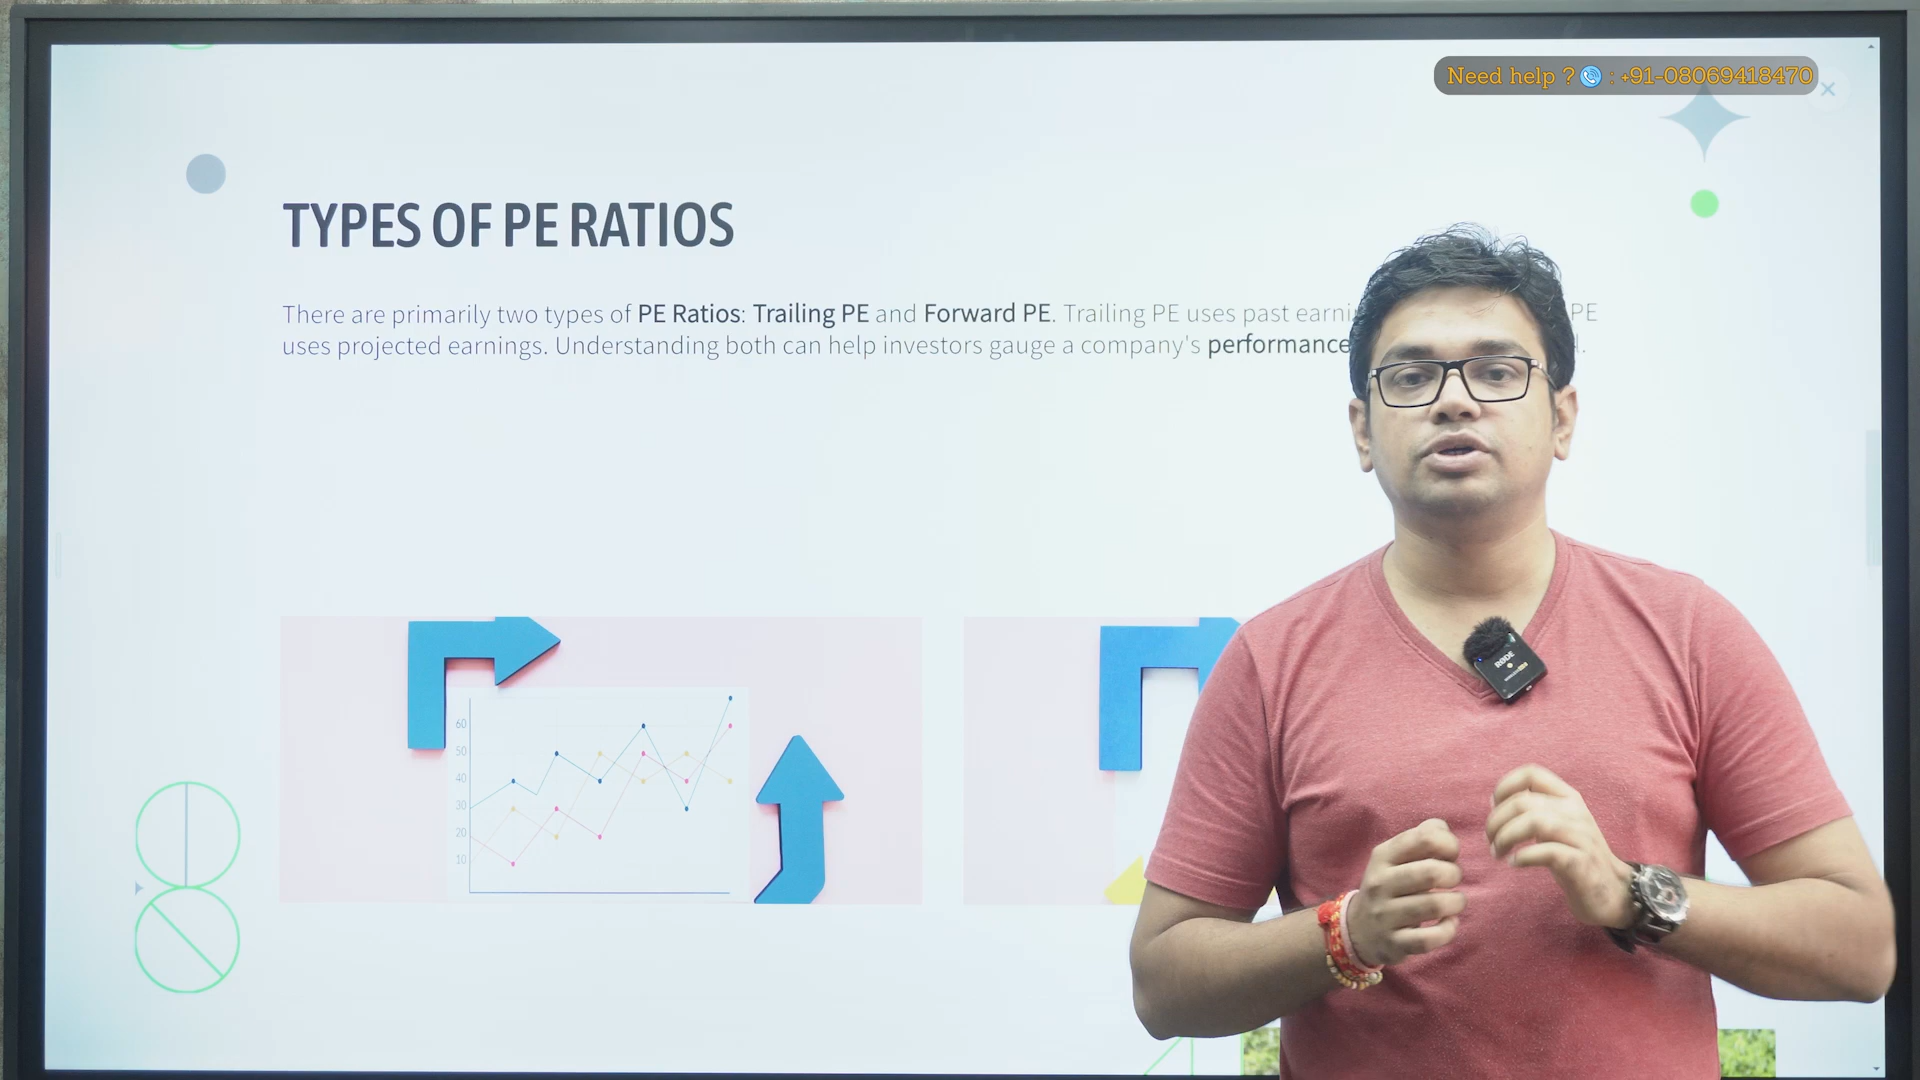 Need help ? : +91-08069418470
TYPES OF PE RATIOS
There are primarily two types of PE Ratios: Trailing PE and Forward PE. Trailing PE uses past PE
uses projected earnings. Understanding both can help investors gauge a company's performance
60
50
40
30
20
10
RØDE